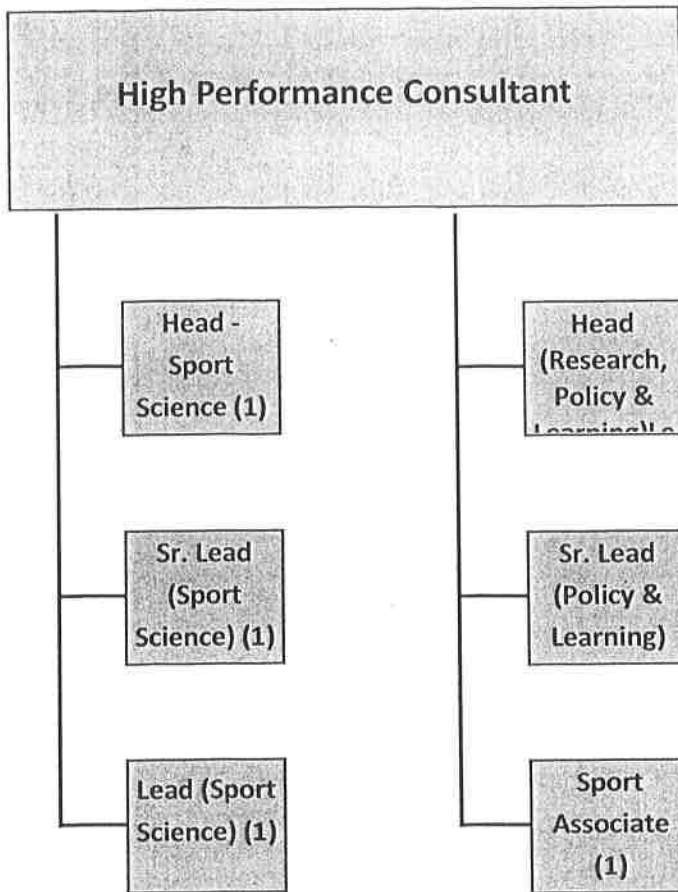 High Performance Consultant
Head -
Sport
Science (1)
Head
(Research,
Policy &
Sr. Lead
(Sport
Science) (1)
Sr. Lead
(Policy &
Learning)
Lead (Sport
Science) (1)
Sport
Associate
(1)